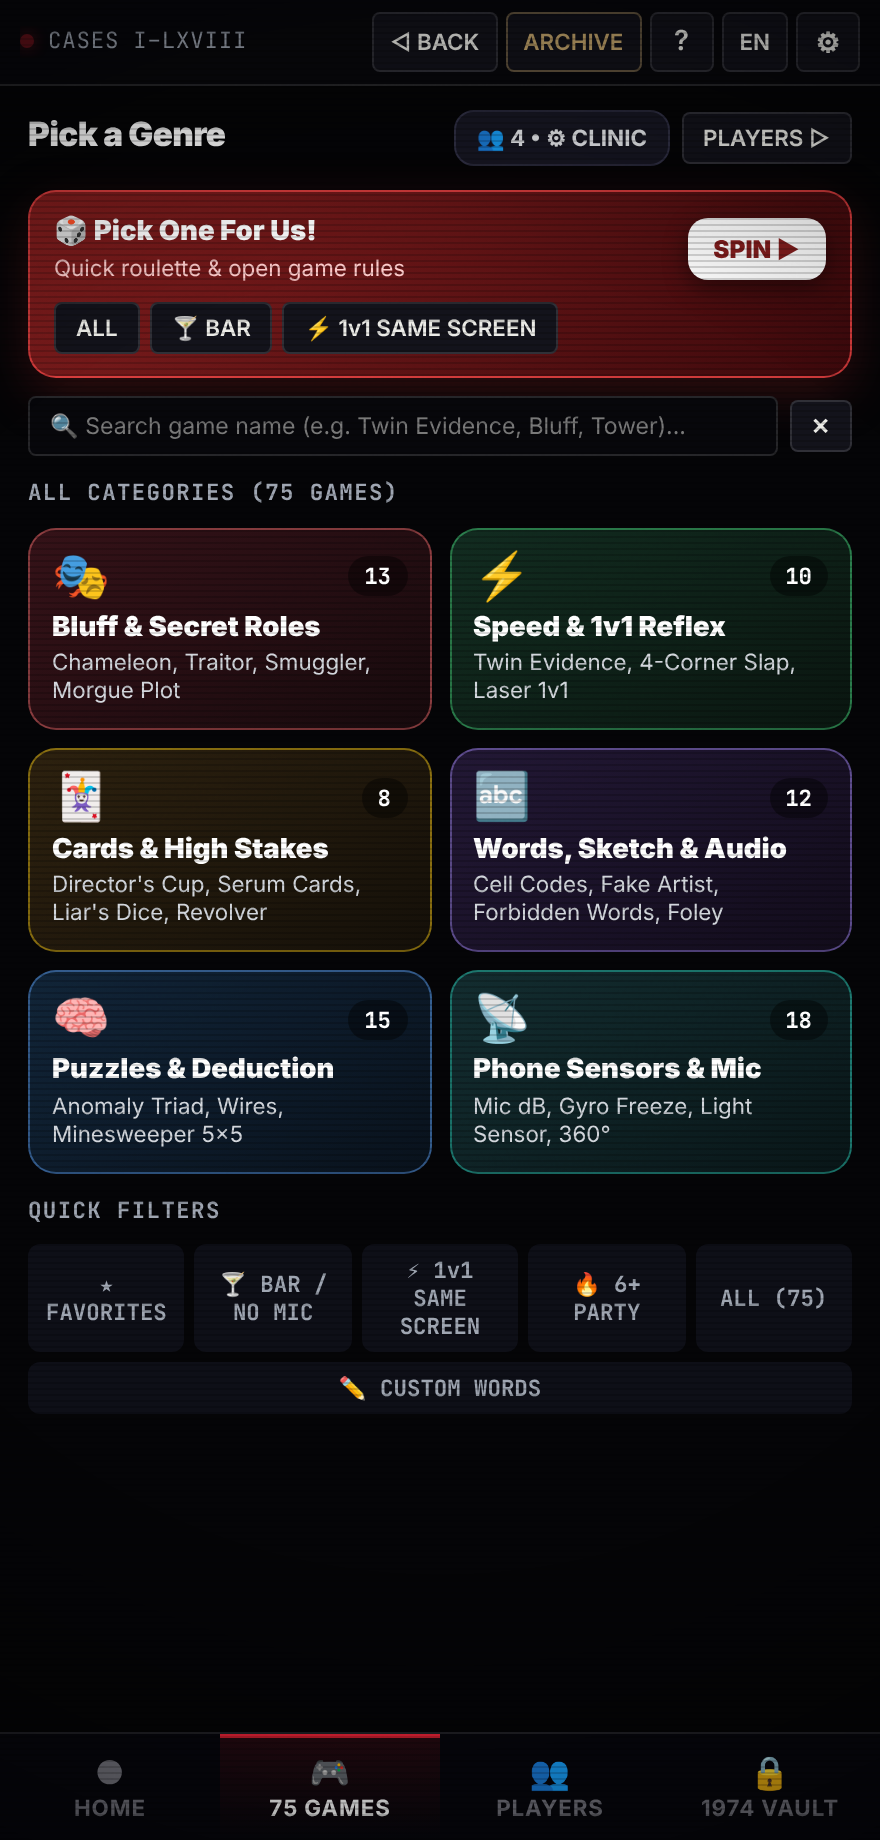 CASES I-LXVIII
◁ BACK
ARCHIVE
?
EN
Pick a Genre
4 • CLINIC
PLAYERS ▷
Pick One For Us!
SPIN ▶
Quick roulette & open game rules
ALL
BAR
1v1 SAME SCREEN
Search game name (e.g. Twin Evidence, Bluff, Tower)...
✕
ALL CATEGORIES (75 GAMES)
13
Bluff & Secret Roles
Chameleon, Traitor, Smuggler,
Morgue Plot
10
Speed & 1v1 Reflex
Twin Evidence, 4-Corner Slap,
Laser 1v1
8
Cards & High Stakes
Director's Cup, Serum Cards,
Liar's Dice, Revolver
abc
12
Words, Sketch & Audio
Cell Codes, Fake Artist,
Forbidden Words, Foley
15
Puzzles & Deduction
Anomaly Triad, Wires,
Minesweeper 5×5
18
Phone Sensors & Mic
Mic dB, Gyro Freeze, Light
Sensor, 360°
QUICK FILTERS
★
FAVORITES
BAR /
NO MIC
⚡ 1v1
SAME
SCREEN
6+
PARTY
ALL (75)
CUSTOM WORDS
HOME
75 GAMES
PLAYERS
1974 VAULT